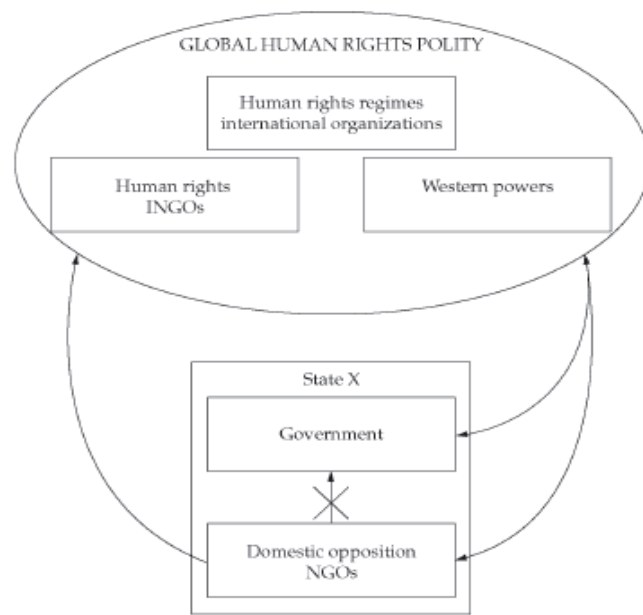 GLOBAL HUMAN RIGHTS POLITY
Human rights regimes
international organizations
Human rights
INGOs
Western powers
State X
Government
Domestic opposition
NGOs